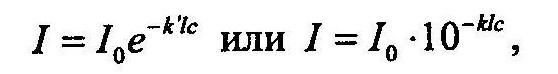 I = I₀e^{-k'lc} или I = I₀ · 10^{-klc},